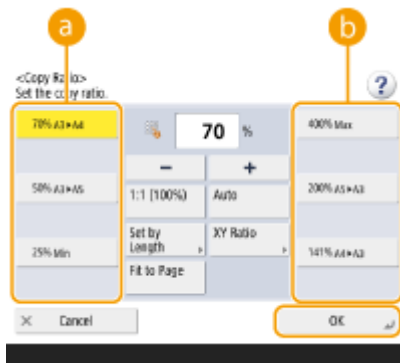 a
b
<Copy Ratio>
Set the copy ratio.
?
70% A3►A4
70 %
400% Max
−
+
50% A3►A5
1:1 (100%)
Auto
200% A5►A3
Set by
Length
XY Ratio
25% Min
141% A4►A3
Fit to Page
× Cancel
OK